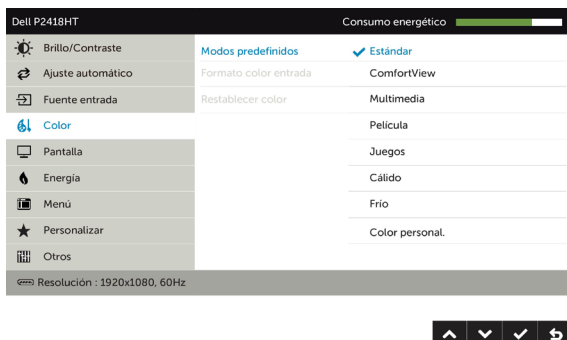 Dell P2418HT
Consumo energético
Brillo/Contraste
Ajuste automático
Fuente entrada
Color
Pantalla
Energía
Menú
Personalizar
Otros
Modos predefinidos
Formato color entrada
Restablecer color
Estándar
ComfortView
Multimedia
Película
Juegos
Cálido
Frío
Color personal.
Resolución : 1920x1080, 60Hz